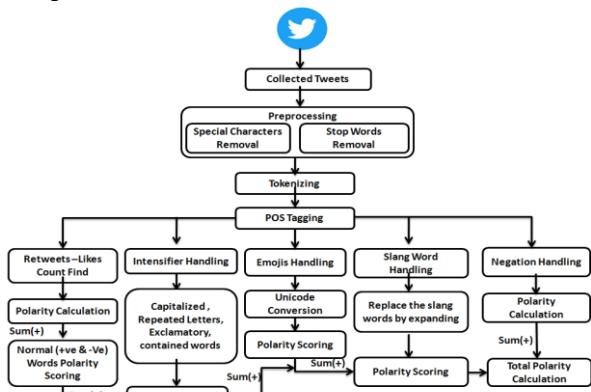 Collected Tweets
Preprocessing
Special Characters
Removal
Stop Words
Removal
Tokenizing
POS Tagging
Retweets–Likes
Count Find
Intensifier Handling
Emojis Handling
Slang Word
Handling
Negation Handling
Polarity Calculation
Capitalized ,
Repeated Letters,
Exclamatory,
contained words
Unicode
Conversion
Replace the slang
words by expanding
Polarity
Calculation
Sum(+)
Normal (+ve & -Ve)
Words Polarity
Scoring
Polarity Scoring
Sum(+)
Sum(+)
Polarity Scoring
Total Polarity
Calculation
Sum(+)